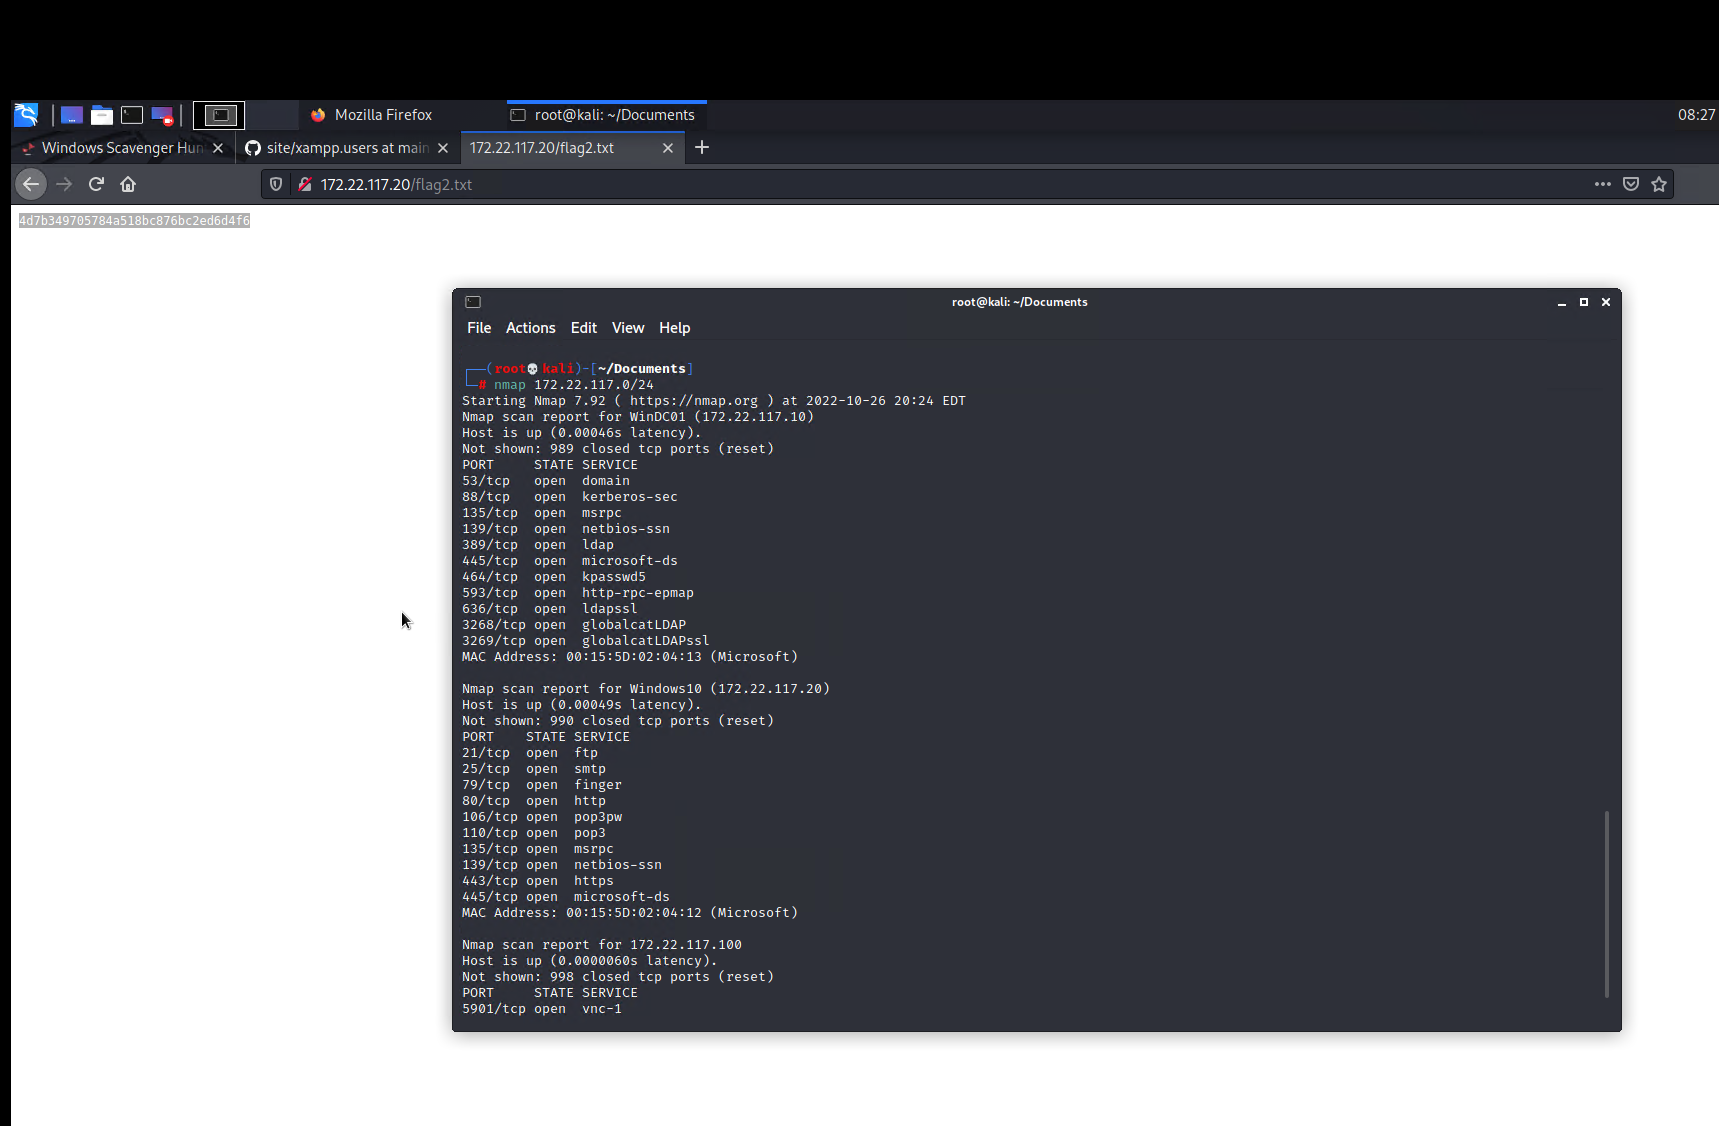 Mozilla Firefox
root@kali: ~/Documents
08:27
Windows Scavenger Hun
site/xampp.users at main
172.22.117.20/flag2.txt
172.22.117.20/flag2.txt
4d7b349705784a518bc876bc2ed6d4f6
root@kali: ~/Documents
File Actions Edit View Help
(root💀kali)-[~/Documents]
# nmap 172.22.117.0/24
Starting Nmap 7.92 ( https://nmap.org ) at 2022-10-26 20:24 EDT
Nmap scan report for WinDC01 (172.22.117.10)
Host is up (0.00046s latency).
Not shown: 989 closed tcp ports (reset)
PORT     STATE SERVICE
53/tcp   open  domain
88/tcp   open  kerberos-sec
135/tcp  open  msrpc
139/tcp  open  netbios-ssn
389/tcp  open  ldap
445/tcp  open  microsoft-ds
464/tcp  open  kpasswd5
593/tcp  open  http-rpc-epmap
636/tcp  open  ldapssl
3268/tcp open  globalcatLDAP
3269/tcp open  globalcatLDAPssl
MAC Address: 00:15:5D:02:04:13 (Microsoft)
Nmap scan report for Windows10 (172.22.117.20)
Host is up (0.00049s latency).
Not shown: 990 closed tcp ports (reset)
PORT    STATE SERVICE
21/tcp  open  ftp
25/tcp  open  smtp
79/tcp  open  finger
80/tcp  open  http
106/tcp open  pop3pw
110/tcp open  pop3
135/tcp open  msrpc
139/tcp open  netbios-ssn
443/tcp open  https
445/tcp open  microsoft-ds
MAC Address: 00:15:5D:02:04:12 (Microsoft)
Nmap scan report for 172.22.117.100
Host is up (0.0000060s latency).
Not shown: 998 closed tcp ports (reset)
PORT     STATE SERVICE
5901/tcp open  vnc-1